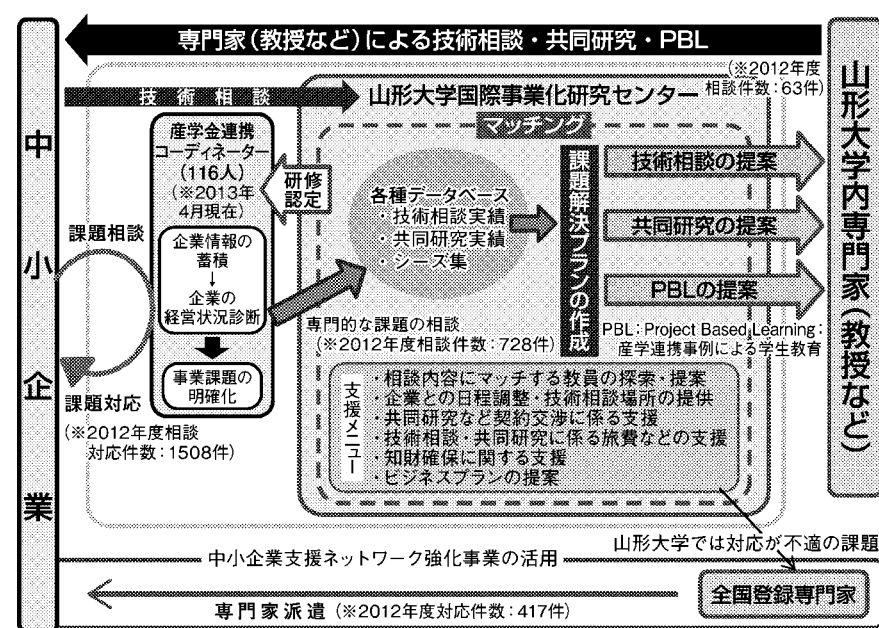 専門家(教授など)による技術相談・共同研究・PBL
(※2012年度
相談件数:63件)
中小企業
技術相談
山形大学国際事業化研究センター
山形大学内専門家(教授など)
マッチング
産学金連携
コーディネーター
(116人)
(※2013年
4月現在)
研修
認定
各種データベース
・技術相談実績
・共同研究実績
・シーズ集
課題解決プランの作成
技術相談の提案
共同研究の提案
PBLの提案
課題相談
企業情報の
蓄積
↓
企業の
経営状況診断
事業課題の
明確化
課題対応
(※2012年度相談
対応件数:1508件)
専門的な課題の相談
(※2012年度相談件数:728件)
PBL:Project Based Learning:
産学連携事例による学生教育
支援メニュー
・相談内容にマッチする教員の探索・提案
・企業との日程調整・技術相談場所の提供
・共同研究など契約交渉に係る支援
・技術相談・共同研究に係る旅費などの支援
・知財確保に関する支援
・ビジネスプランの提案
山形大学では対応が不適の課題
中小企業支援ネットワーク強化事業の活用
全国登録専門家
専門家派遣(※2012年度対応件数:417件)